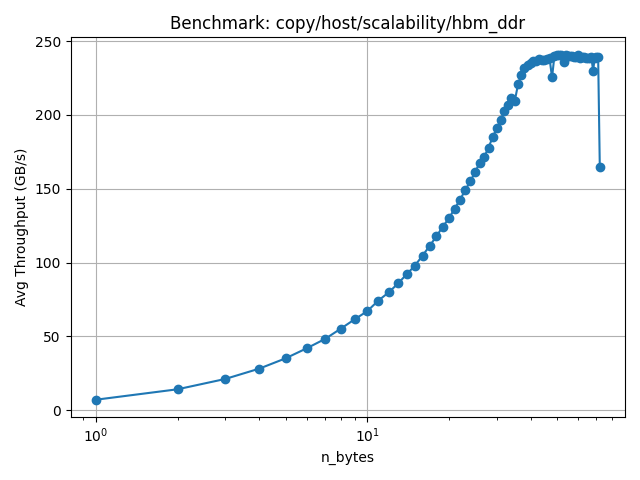 Benchmark: copy/host/scalability/hbm_ddr
Avg Throughput (GB/s)
250
200
150
100
50
0
10⁰
10¹
n_bytes